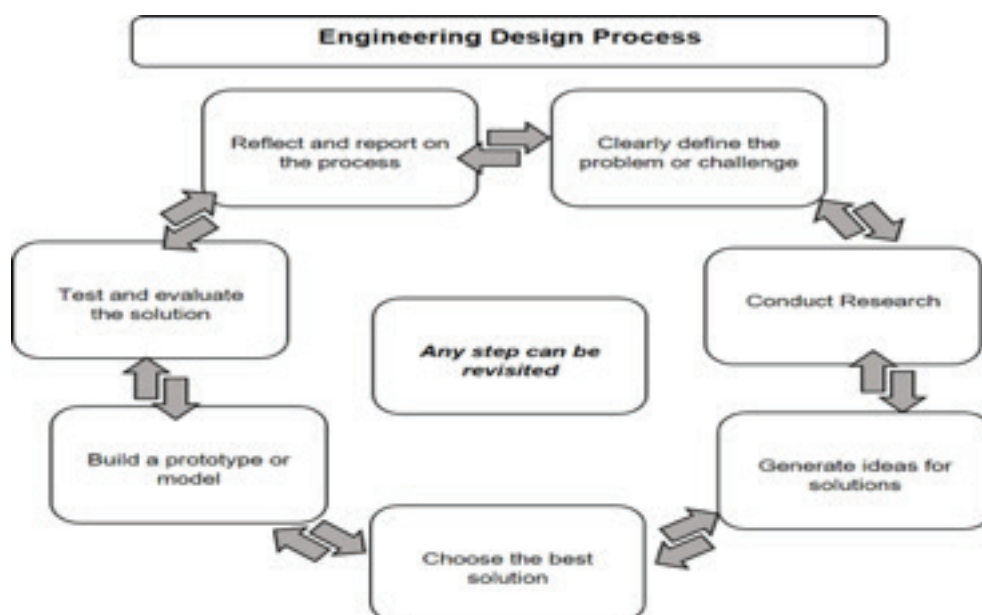 Engineering Design Process
Reflect and report on
the process
Clearly define the
problem or challenge
Test and evaluate
the solution
Conduct Research
Any step can be
revisited
Build a prototype or
model
Generate ideas for
solutions
Choose the best
solution